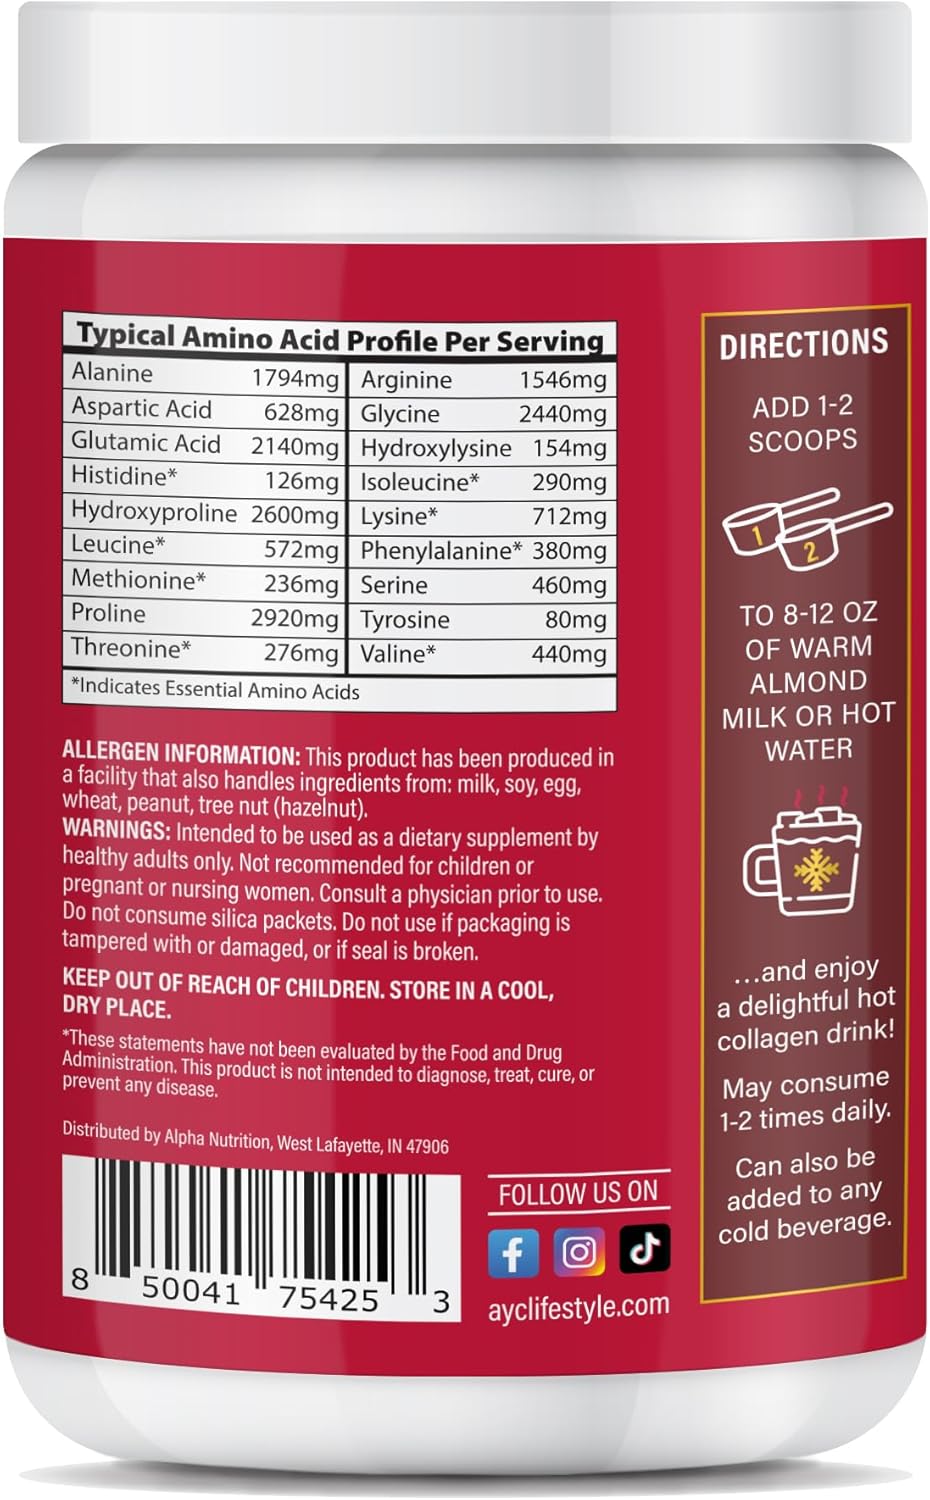 Typical Amino Acid Profile Per Serving
Alanine 1794mg Arginine 1546mg
Aspartic Acid 628mg Glycine 2440mg
Glutamic Acid 2140mg Hydroxylysine 154mg
Histidine* 126mg Isoleucine* 290mg
Hydroxyproline 2600mg Lysine* 712mg
Leucine* 572mg Phenylalanine* 380mg
Methionine* 236mg Serine 460mg
Proline 2920mg Tyrosine 80mg
Threonine* 276mg Valine* 440mg
*Indicates Essential Amino Acids
ALLERGEN INFORMATION: This product has been produced in
a facility that also handles ingredients from: milk, soy, egg,
wheat, peanut, tree nut (hazelnut).
WARNINGS: Intended to be used as a dietary supplement by
healthy adults only. Not recommended for children or
pregnant or nursing women. Consult a physician prior to use.
Do not consume silica packets. Do not use if packaging is
tampered with or damaged, or if seal is broken.
KEEP OUT OF REACH OF CHILDREN. STORE IN A COOL,
DRY PLACE.
*These statements have not been evaluated by the Food and Drug
Administration. This product is not intended to diagnose, treat, cure, or
prevent any disease.
Distributed by Alpha Nutrition, West Lafayette, IN 47906
8 50041 75425 3
FOLLOW US ON
ayclifestyle.com
DIRECTIONS
ADD 1-2
SCOOPS
1
2
TO 8-12 OZ
OF WARM
ALMOND
MILK OR HOT
WATER
...and enjoy
a delightful hot
collagen drink!
May consume
1-2 times daily.
Can also be
added to any
cold beverage.